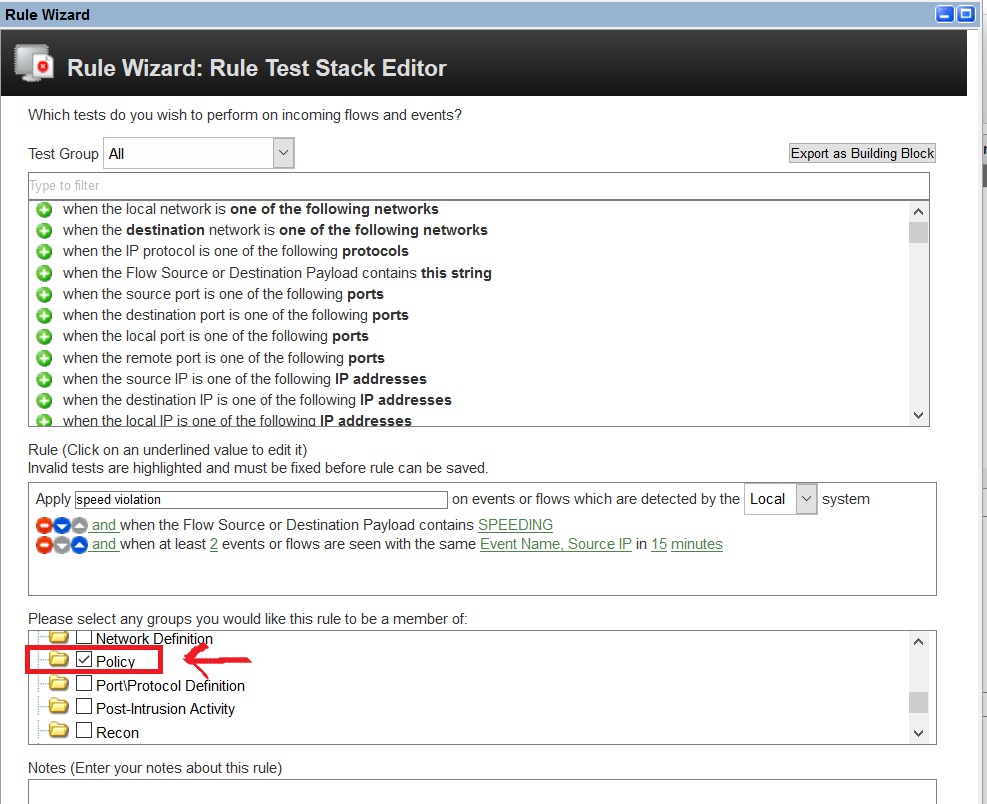 Rule Wizard
Rule Wizard: Rule Test Stack Editor
Which tests do you wish to perform on incoming flows and events?
Test Group All Export as Building Block
Type to filter
when the local network is one of the following networks
when the destination network is one of the following networks
when the IP protocol is one of the following protocols
when the Flow Source or Destination Payload contains this string
when the source port is one of the following ports
when the destination port is one of the following ports
when the local port is one of the following ports
when the remote port is one of the following ports
when the source IP is one of the following IP addresses
when the destination IP is one of the following IP addresses
when the local IP is one of the following IP addresses
Rule (Click on an underlined value to edit it)
Invalid tests are highlighted and must be fixed before rule can be saved.
Apply speed violation on events or flows which are detected by the Local system
and when the Flow Source or Destination Payload contains SPEEDING
and when at least 2 events or flows are seen with the same Event Name, Source IP in 15 minutes
Please select any groups you would like this rule to be a member of:
Network Definition
Policy
Port\Protocol Definition
Post-Intrusion Activity
Recon
Notes (Enter your notes about this rule)